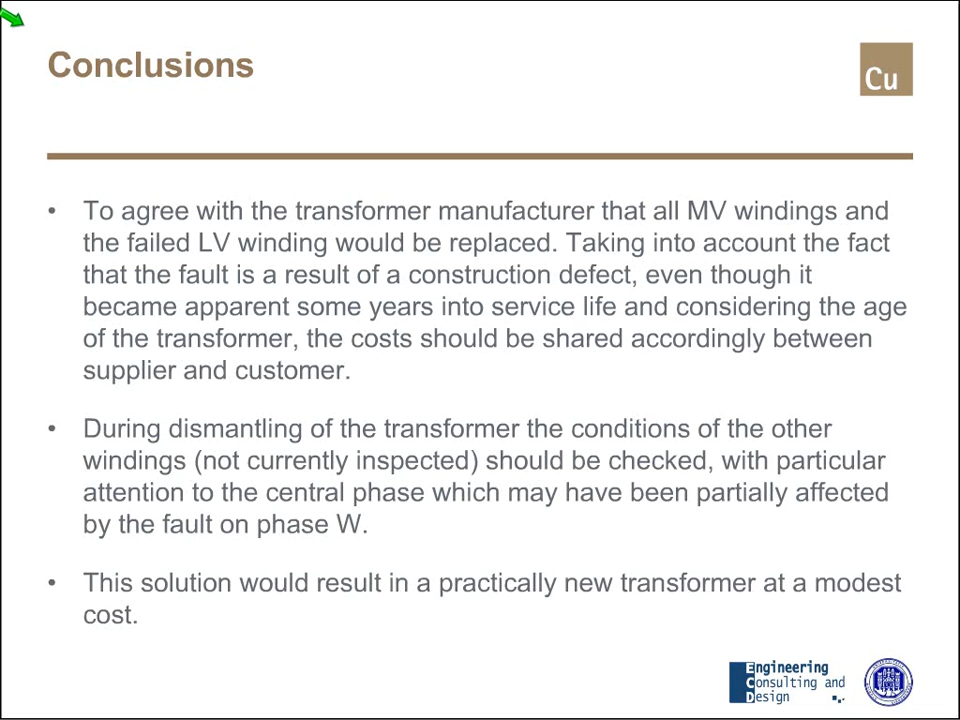 Conclusions
Cu
• To agree with the transformer manufacturer that all MV windings and
the failed LV winding would be replaced. Taking into account the fact
that the fault is a result of a construction defect, even though it
became apparent some years into service life and considering the age
of the transformer, the costs should be shared accordingly between
supplier and customer.
• During dismantling of the transformer the conditions of the other
windings (not currently inspected) should be checked, with particular
attention to the central phase which may have been partially affected
by the fault on phase W.
• This solution would result in a practically new transformer at a modest
cost.
Engineering
Consulting and
Design